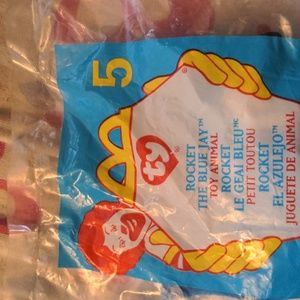 5
ty
ROCKET
THE BLUE JAY™
TOY ANIMAL
ROCKET
LE GEAI BLEU™
PETIT TOUTOU
ROCKET
EL AZULEJO™
JUGUETE DE ANIMAL